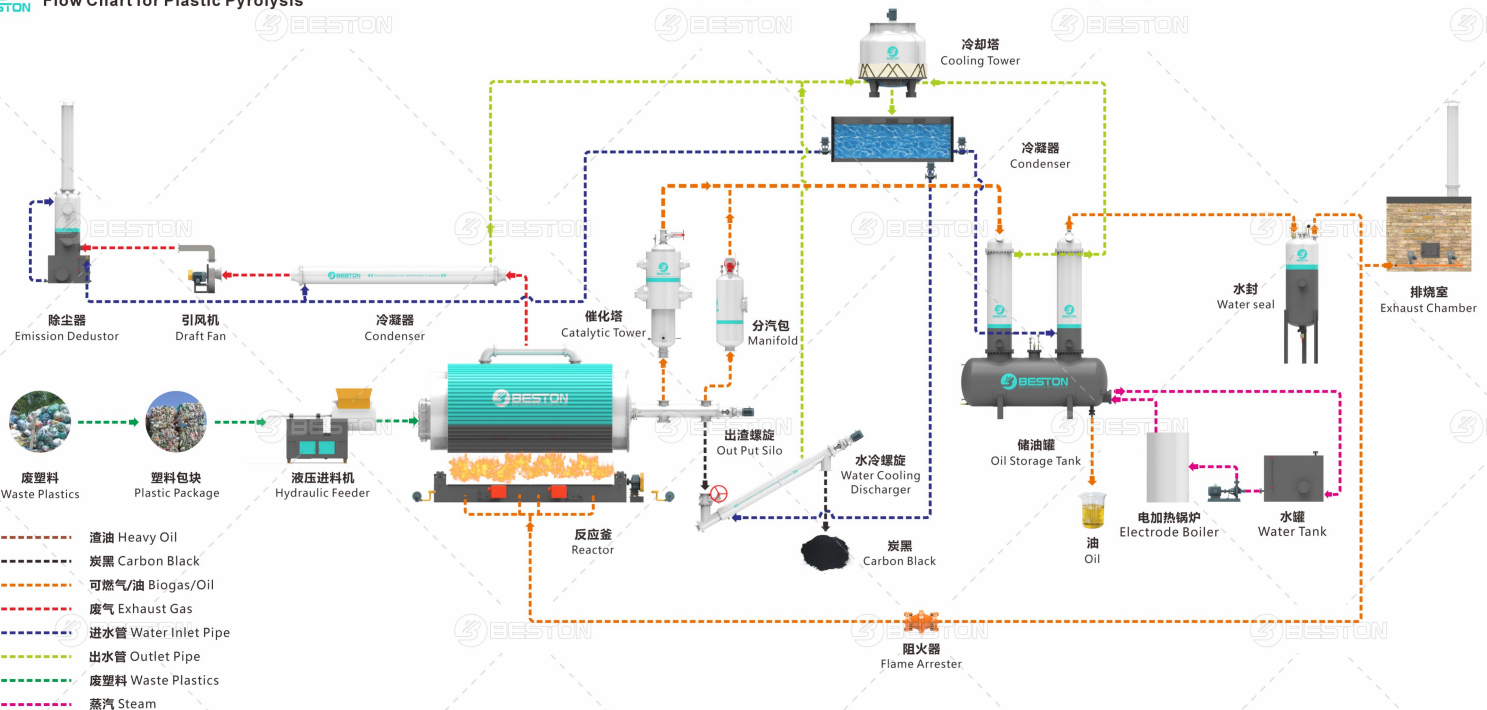 Flow Chart for Plastic Pyrolysis
BESTON
冷却塔
Cooling Tower
冷凝器
Condenser
除尘器
Emission Dedustor
引风机
Draft Fan
BESTON
冷凝器
Condenser
催化塔
Catalytic Tower
分汽包
Manifold
水封
Water seal
排烧室
Exhaust Chamber
废塑料
Waste Plastics
塑料包块
Plastic Package
液压进料机
Hydraulic Feeder
BESTON
反应釜
Reactor
出渣螺旋
Out Put Silo
水冷螺旋
Water Cooling
Discharger
炭黑
Carbon Black
BESTON
储油罐
Oil Storage Tank
油
Oil
电加热锅炉
Electrode Boiler
水罐
Water Tank
阻火器
Flame Arrester
渣油 Heavy Oil
炭黑 Carbon Black
可燃气/油 Biogas/Oil
废气 Exhaust Gas
进水管 Water Inlet Pipe
出水管 Outlet Pipe
废塑料 Waste Plastics
蒸汽 Steam